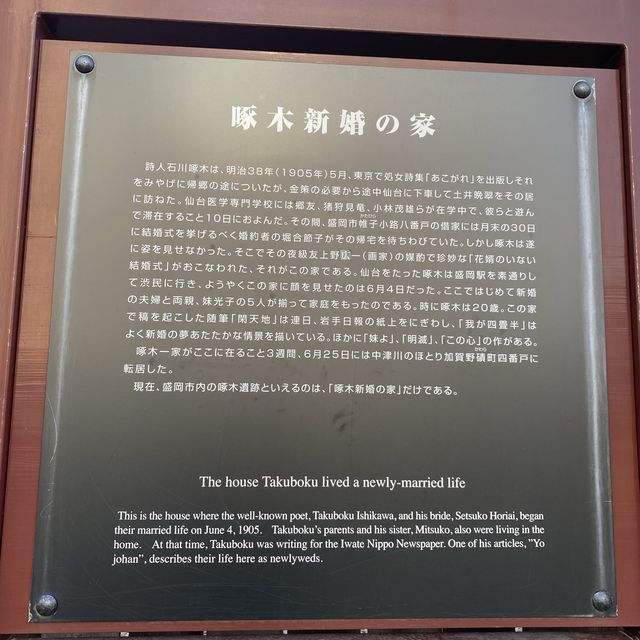 啄木新婚の家
詩人石川啄木は、明治38年(1905年)5月、東京で処女詩集「あこがれ」を出版しそれ
をみやげに帰郷の途についたが、金策の必要から途中仙台に下車して土井晩翠をその居
に訪ねた。仙台医学専門学校には郷友、猪狩見竜、小林茂雄らが在学中で、彼らと遊ん
で滞在すること10日におよんだ。その間、盛岡市帷子小路八番戸の借家には月末の30日
かたびら
に結婚式を挙げるべく婚約者の堀合節子がその帰宅を待ちわびていた。しかし啄木は遂
に姿を見せなかった。そこでその夜級友上野広一(画家)の媒酌で珍妙な「花婿のいない
結婚式」がおこなわれた、それがこの家である。仙台をたった啄木は盛岡駅を素通りし
て渋民に行き、ようやくこの家に顔を見せたのは6月4日だった。ここではじめて新婚
の夫婦と両親、妹光子の5人が揃って家庭をもったのである。時に啄木は20歳。この家
で稿を起こした随筆「閑天地」は連日、岩手日報の紙上をにぎわし、「我が四畳半」は
よく新婚の夢あたたかな情景を描いている。ほかに「妹よ」、「明滅」、「この心」の作がある。
啄木一家がここに在ること3週間、6月25日には中津川のほとり加賀野磧町四番戸に
かわら
転居した。
現在、盛岡市内の啄木遺跡といえるのは、「啄木新婚の家」だけである。
The house Takuboku lived a newly-married life
This is the house where the well-known poet, Takuboku Ishikawa, and his bride, Setsuko Horiai, began
their married life on June 4, 1905. Takuboku's parents and his sister, Mitsuko, also were living in the
home. At that time, Takuboku was writing for the Iwate Nippo Newspaper. One of his articles, "Yo
johan", describes their life here as newlyweds.